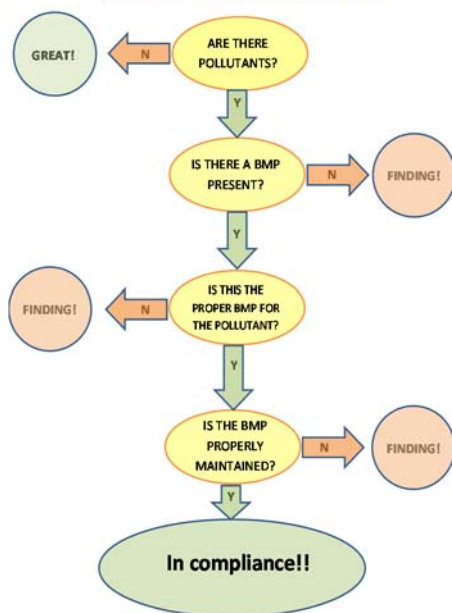 GREAT!
N
ARE THERE
POLLUTANTS?
Y
IS THERE A BMP
PRESENT?
N
FINDING!
Y
FINDING!
N
IS THIS THE
PROPER BMP FOR
THE POLLUTANT?
Y
IS THE BMP
PROPERLY
MAINTAINED?
N
FINDING!
Y
In compliance!!